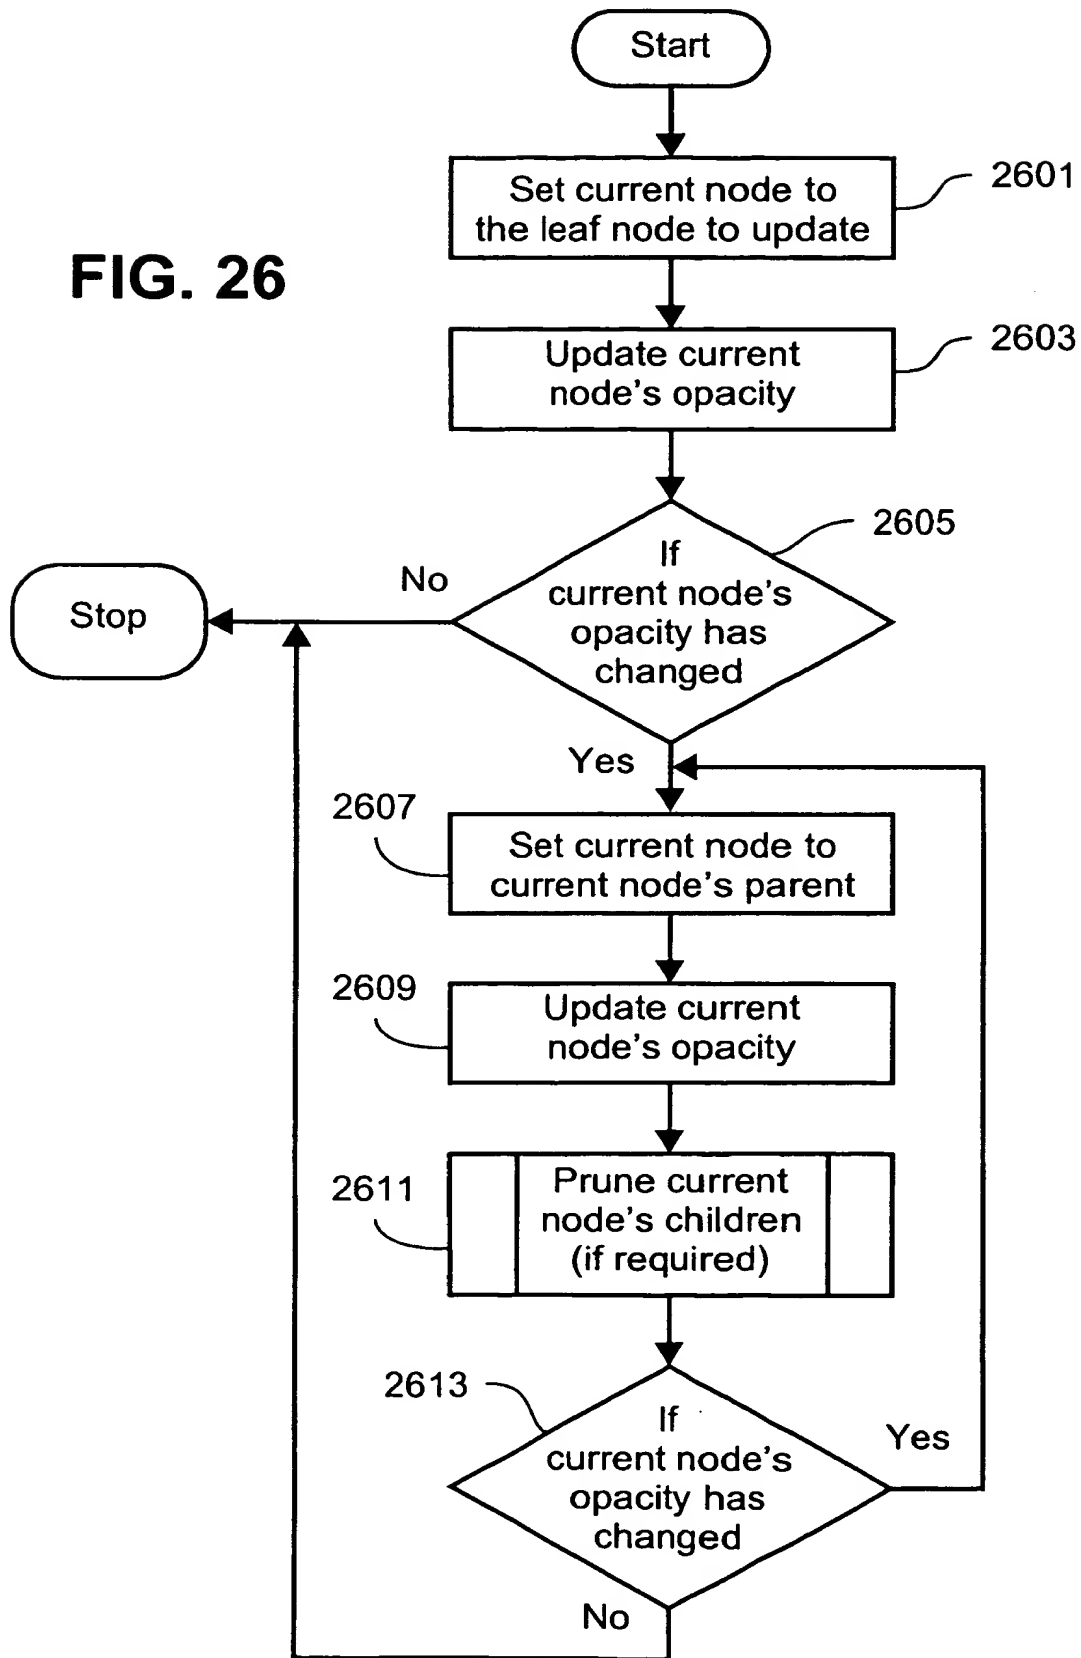 Start
Set current node to
the leaf node to update
2601
FIG. 26
Update current
node's opacity
2603
If
current node's
opacity has
changed
2605
No
Stop
Yes
2607
Set current node to
current node's parent
2609
Update current
node's opacity
2611
Prune current
node's children
(if required)
2613
If
current node's
opacity has
changed
Yes
No